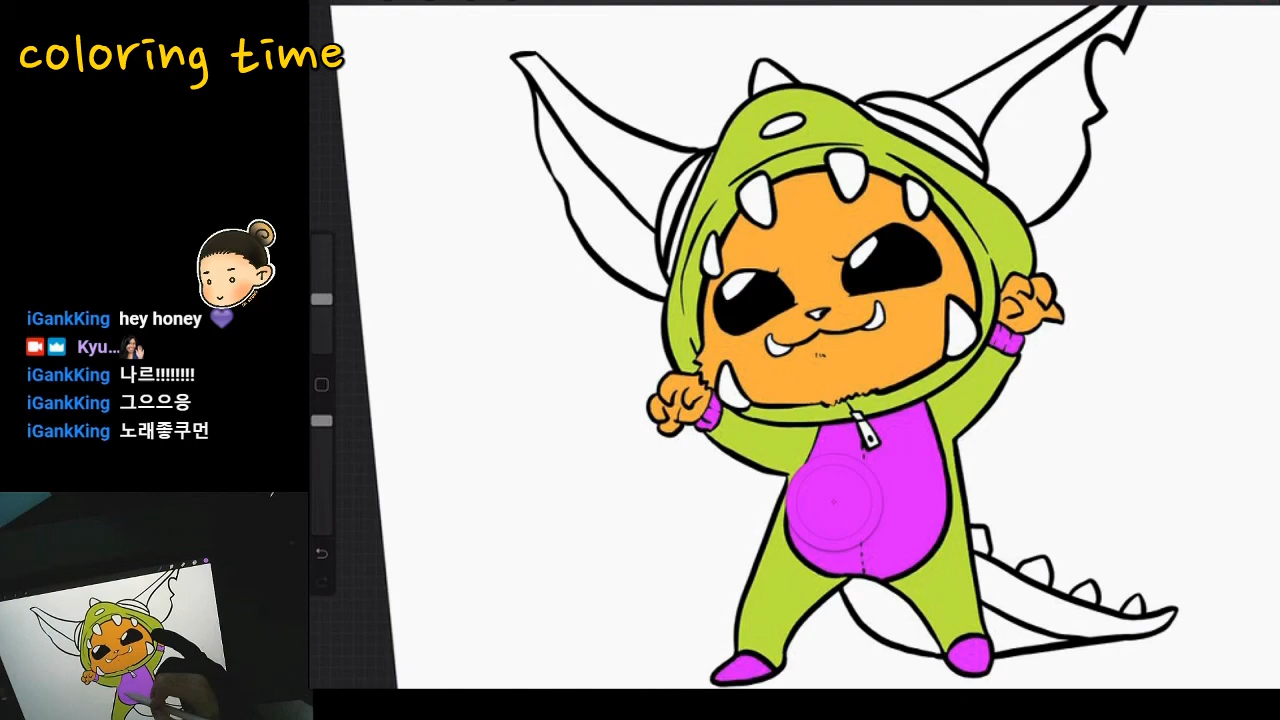 coloring time
iGankKing hey honey
Kyu...
iGankKing 나르!!!!!!!!
iGankKing 그으으응
iGankKing 노래좋쿠먼